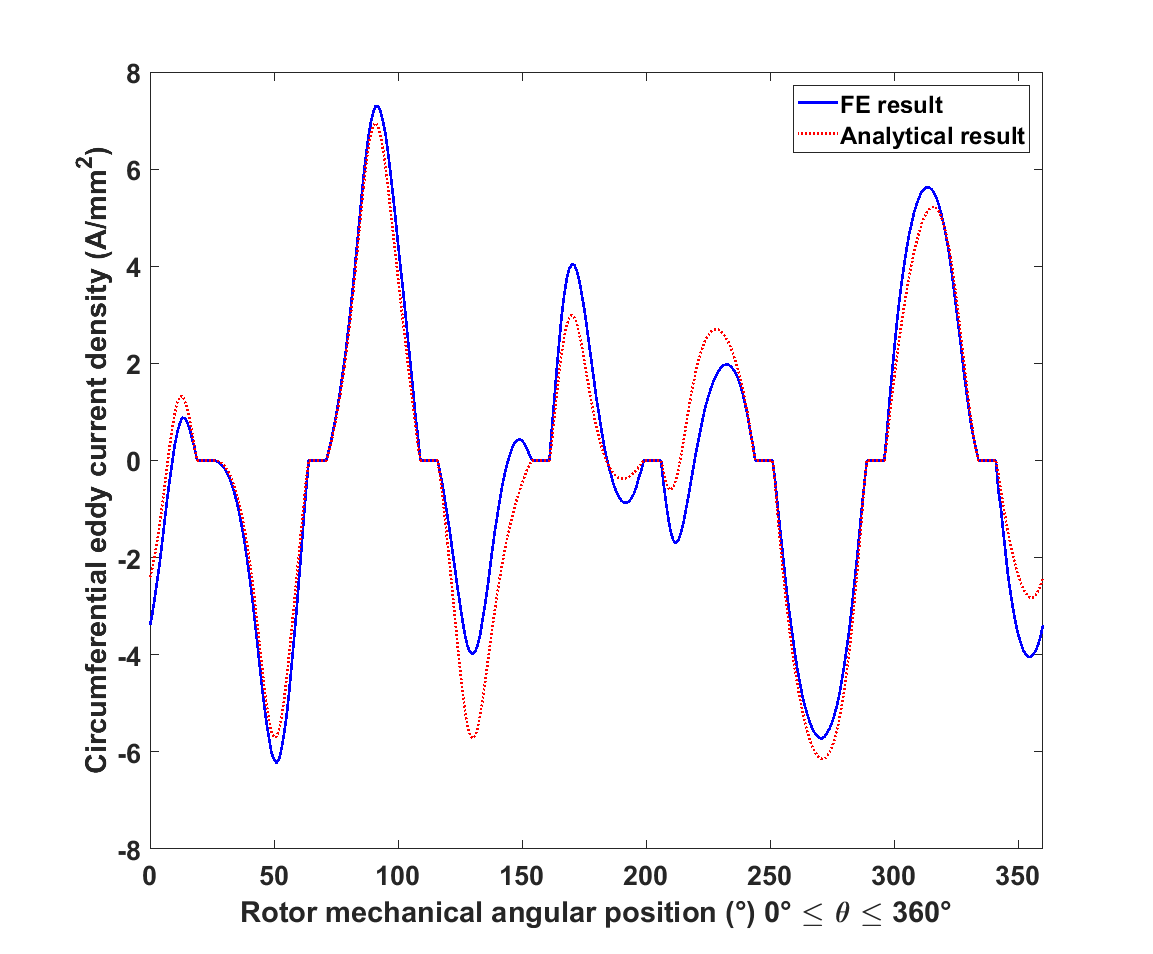 FE result
Analytical result
Circumferential eddy current density (A/mm²)
8
6
4
2
0
-2
-4
-6
-8
0 50 100 150 200 250 300 350
Rotor mechanical angular position (°) 0° ≤ θ ≤ 360°